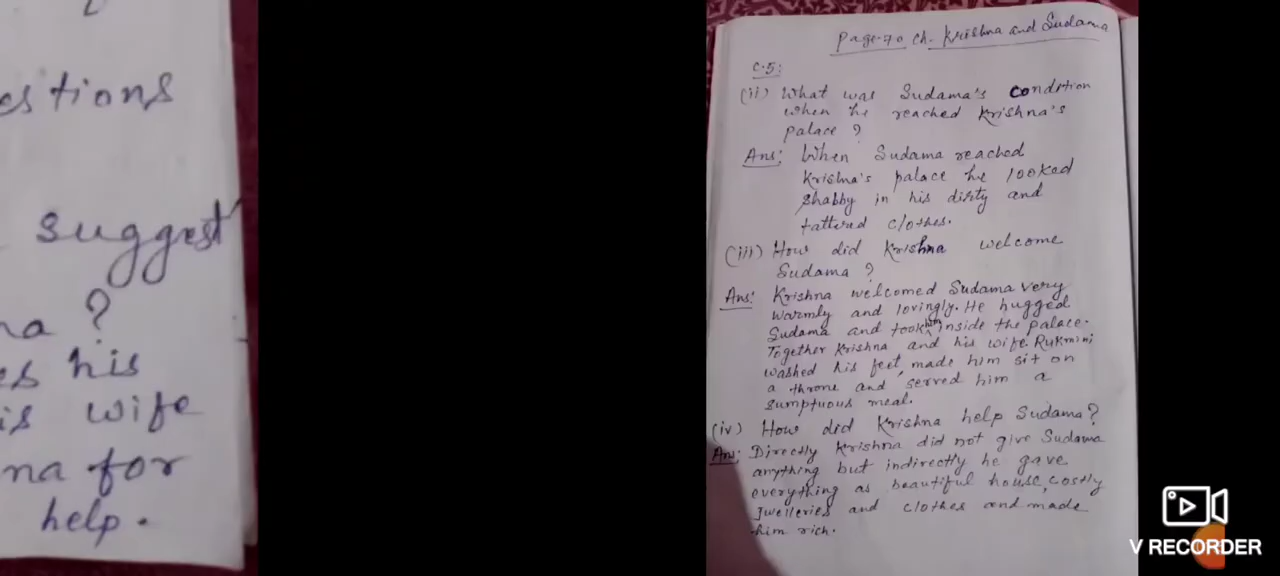 estions
suggest
na ?
es his
is wife
na for
help.
Page-70 Ch. Krishna and Sudama
C.5:
(ii) What was Sudama's condition
when he reached Krishna's
palace ?
Ans: When Sudama reached
Krishna's palace he looked
shabby in his dirty and
tattered clothes.
(iii) How did Krishna welcome
Sudama ?
Ans: Krishna welcomed Sudama very
warmly and lovingly. He hugged
Sudama and took him inside the palace.
Together Krishna and his wife Rukmini
washed his feet, made him sit on
a throne and served him a
sumptuous meal.
(iv) How did Krishna help Sudama?
Ans: Directly Krishna did not give Sudama
anything but indirectly he gave
everything as beautiful house, costly
jwelleries and clothes and made
him rich.
V RECORDER